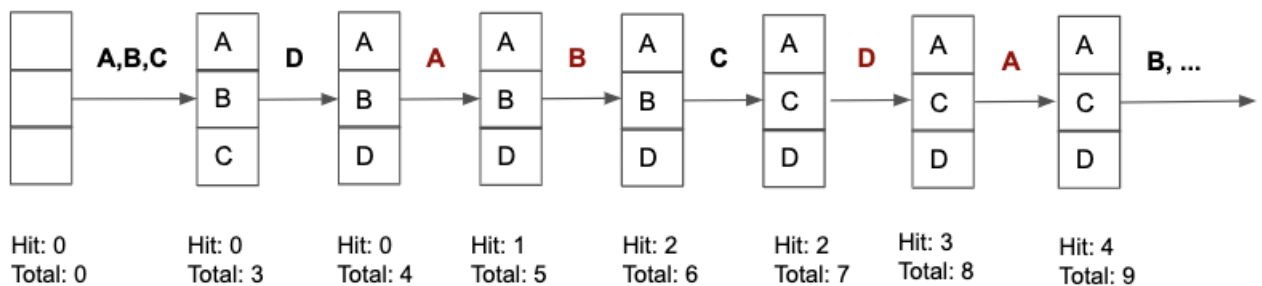 A,B,C D A B C D A B, ...
A A A A A A A
B B B B C C C
C D D D D D D
Hit: 0 Hit: 0 Hit: 0 Hit: 1 Hit: 2 Hit: 2 Hit: 3 Hit: 4
Total: 0 Total: 3 Total: 4 Total: 5 Total: 6 Total: 7 Total: 8 Total: 9